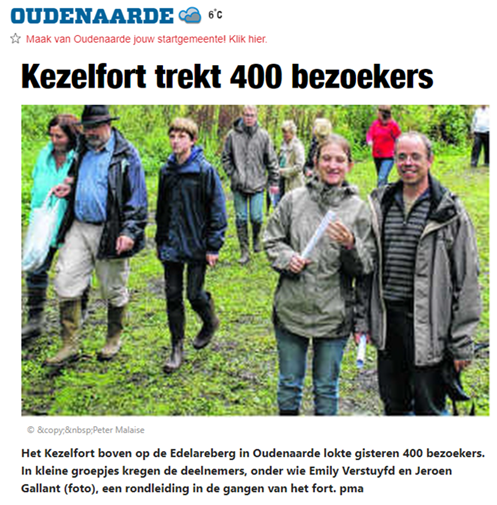 OUDENAARDE 6°C
Maak van Oudenaarde jouw startgemeente! Klik hier.
Kezelfort trekt 400 bezoekers
© &copy;&nbsp;Peter Malaise
Het Kezelfort boven op de Edelareberg in Oudenaarde lokte gisteren 400 bezoekers.
In kleine groepjes kregen de deelnemers, onder wie Emily Verstuyfd en Jeroen
Gallant (foto), een rondleiding in de gangen van het fort. pma